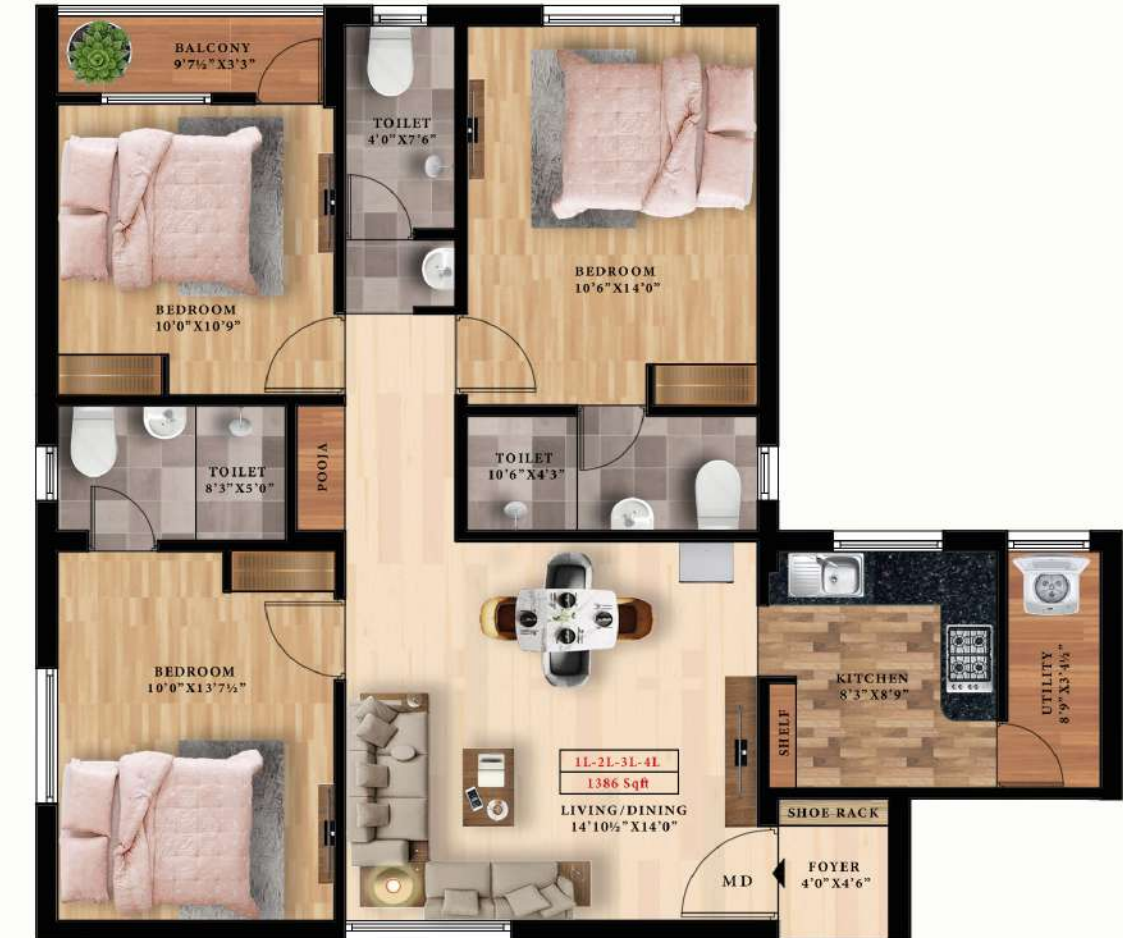 BALCONY
9'7½"X3'3"
TOILET
4'0"X7'6"
BEDROOM
10'6"X14'0"
BEDROOM
10'0"X10'9"
TOILET
8'3"X5'0"
POOJA
TOILET
10'6"X4'3"
BEDROOM
10'0"X13'7½"
KITCHEN
8'3"X8'9"
UTILITY
8'9"X3'4½"
SHELF
1L-2L-3L-4L
1386 Sqft
LIVING/DINING
14'10½"X14'0"
SHOE RACK
MD
FOYER
4'0"X4'6"